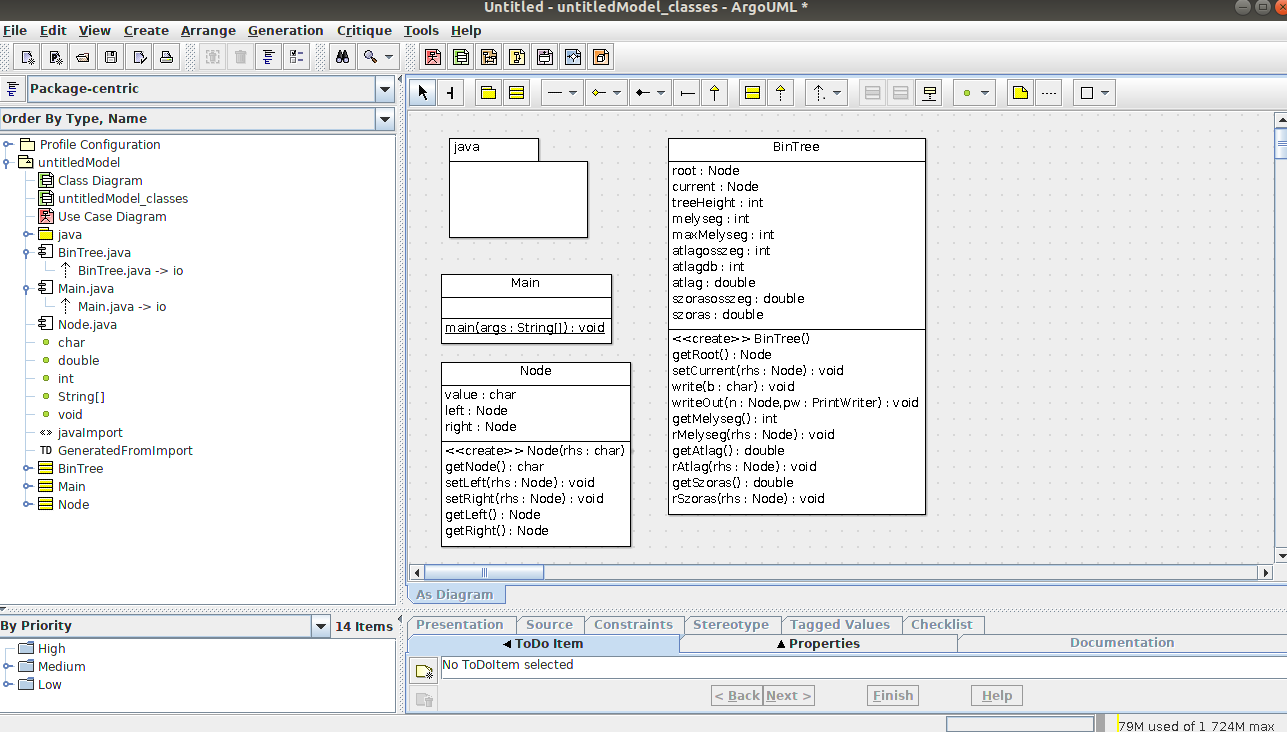 Untitled - untitledModel_classes - ArgoUML *
File Edit View Create Arrange Generation Critique Tools Help
Package-centric
Order By Type, Name
Profile Configuration
untitledModel
Class Diagram
untitledModel_classes
Use Case Diagram
java
BinTree.java
BinTree.java -> io
Main.java
Main.java -> io
Node.java
char
double
int
String[]
void
«» javaImport
TD GeneratedFromImport
BinTree
Main
Node
java
Main
main(args : String[]) : void
Node
value : char
left : Node
right : Node
<<create>> Node(rhs : char)
getNode() : char
setLeft(rhs : Node) : void
setRight(rhs : Node) : void
getLeft() : Node
getRight() : Node
BinTree
root : Node
current : Node
treeHeight : int
melyseg : int
maxMelyseg : int
atlagosszeg : int
atlagdb : int
atlag : double
szorasosszeg : double
szoras : double
<<create>> BinTree()
getRoot() : Node
setCurrent(rhs : Node) : void
write(b : char) : void
writeOut(n : Node,pw : PrintWriter) : void
getMelyseg() : int
rMelyseg(rhs : Node) : void
getAtlag() : double
rAtlag(rhs : Node) : void
getSzoras() : double
rSzoras(rhs : Node) : void
As Diagram
By Priority 14 Items
High
Medium
Low
Presentation Source Constraints Stereotype Tagged Values Checklist
ToDo Item Properties Documentation
No ToDoItem selected
< Back Next > Finish Help
79M used of 1 724M max